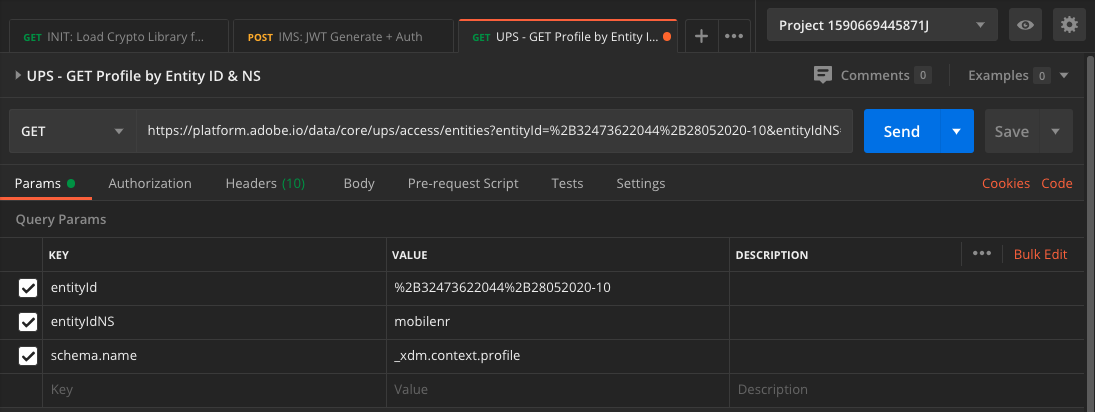 GET INIT: Load Crypto Library f...
POST IMS: JWT Generate + Auth
GET UPS - GET Profile by Entity I...
Project 1590669445871J
UPS - GET Profile by Entity ID & NS
Comments 0
Examples 0
GET
https://platform.adobe.io/data/core/ups/access/entities?entityId=%2B32473622044%2B28052020-10&entityIdNS=
Send
Save
Params
Authorization
Headers (10)
Body
Pre-request Script
Tests
Settings
Cookies
Code
Query Params
KEY VALUE DESCRIPTION ••• Bulk Edit
entityId %2B32473622044%2B28052020-10
entityIdNS mobilenr
schema.name _xdm.context.profile
Key Value Description